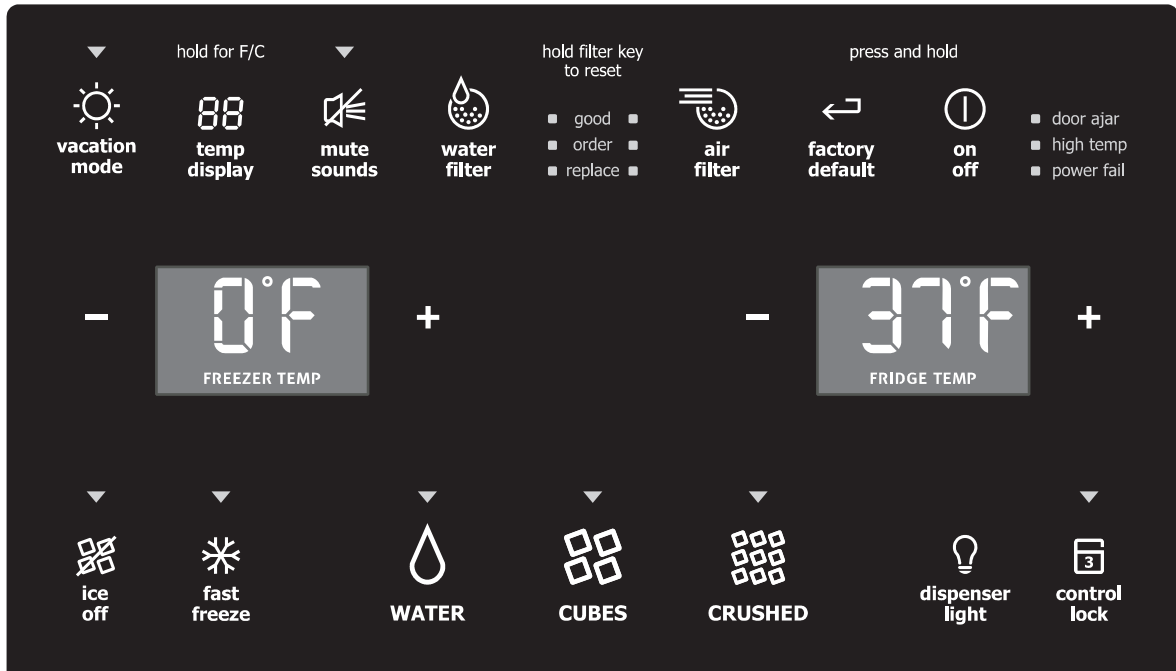 hold for F/C
hold filter key
to reset
press and hold
88
good
order
replace
door ajar
high temp
power fail
vacation
mode
temp
display
mute
sounds
water
filter
air
filter
factory
default
on
off
0°F
FREEZER TEMP
37°F
FRIDGE TEMP
- +
- +
3
ice
off
fast
freeze
WATER
CUBES
CRUSHED
dispenser
light
control
lock